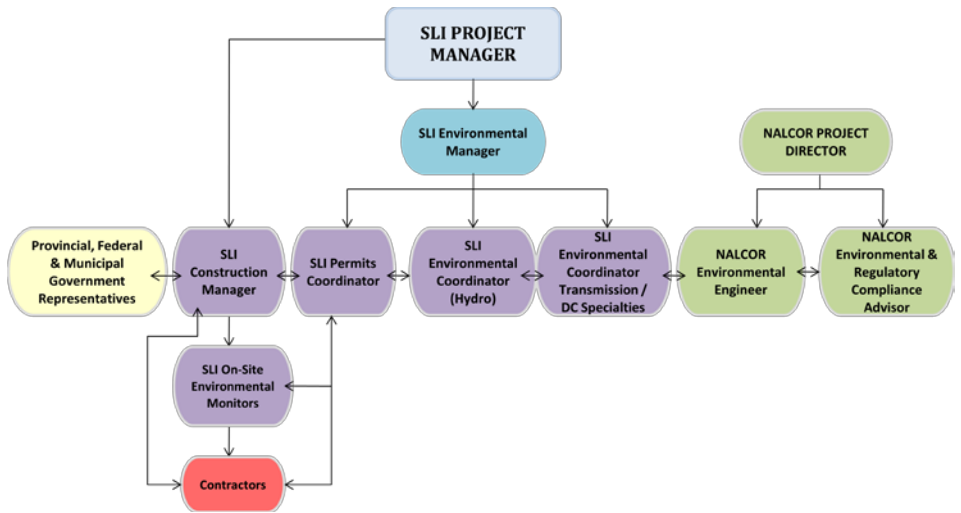 SLI PROJECT
MANAGER
SLI Environmental
Manager
NALCOR PROJECT
DIRECTOR
Provincial, Federal
& Municipal
Government
Representatives
SLI
Construction
Manager
SLI Permits
Coordinator
SLI
Environmental
Coordinator
(Hydro)
SLI
Environmental
Coordinator
Transmission /
DC Specialties
NALCOR
Environmental
Engineer
NALCOR
Environmental &
Regulatory
Compliance
Advisor
SLI On-Site
Environmental
Monitors
Contractors